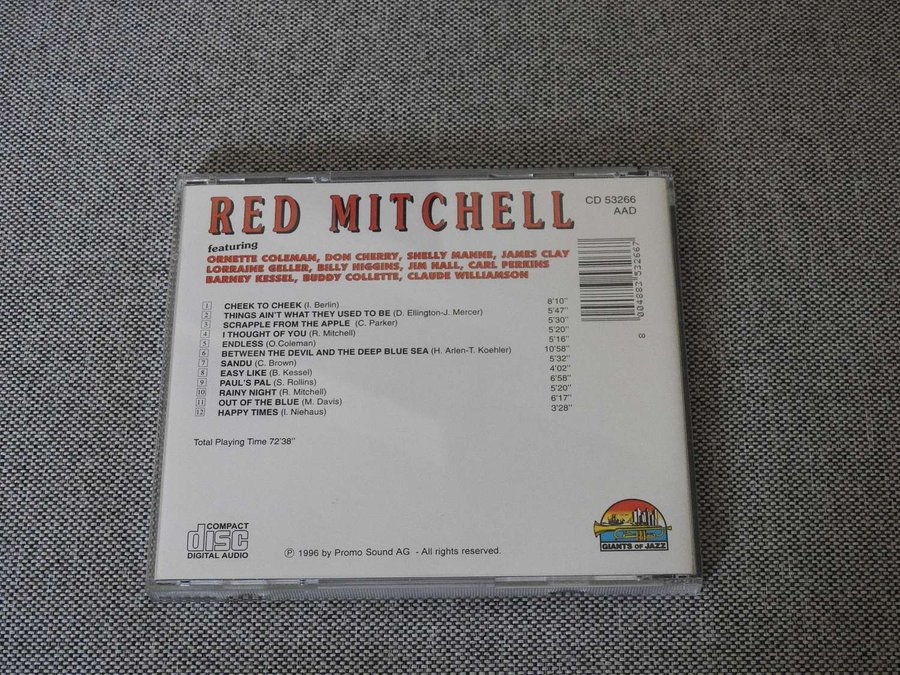 RED MITCHELL
CD 53266
AAD
featuring
ORNETTE COLEMAN, DON CHERRY, SHELLY MANNE, JAMES CLAY
LORRAINE GELLER, BILLY HIGGINS, JIM HALL, CARL PERKINS
BARNEY KESSEL, BUDDY COLLETTE, CLAUDE WILLIAMSON
004883 532667
8
1 CHEEK TO CHEEK (I. Berlin) 8'10"
2 THINGS AIN'T WHAT THEY USED TO BE (D. Ellington-J. Mercer) 5'47"
3 SCRAPPLE FROM THE APPLE (C. Parker) 5'30"
4 I THOUGHT OF YOU (R. Mitchell) 5'20"
5 ENDLESS (O.Coleman) 5'16"
6 BETWEEN THE DEVIL AND THE DEEP BLUE SEA (H. Arlen-T. Koehler) 10'58"
7 SANDU (C. Brown) 5'32"
8 EASY LIKE (B. Kessel) 4'02"
9 PAUL'S PAL (S. Rollins) 6'58"
10 RAINY NIGHT (R. Mitchell) 5'20"
11 OUT OF THE BLUE (M. Davis) 6'17"
12 HAPPY TIMES (I. Niehaus) 3'28"
Total Playing Time 72'38"
COMPACT
disc
DIGITAL AUDIO
℗ 1996 by Promo Sound AG - All rights reserved.
GIANTS OF JAZZ